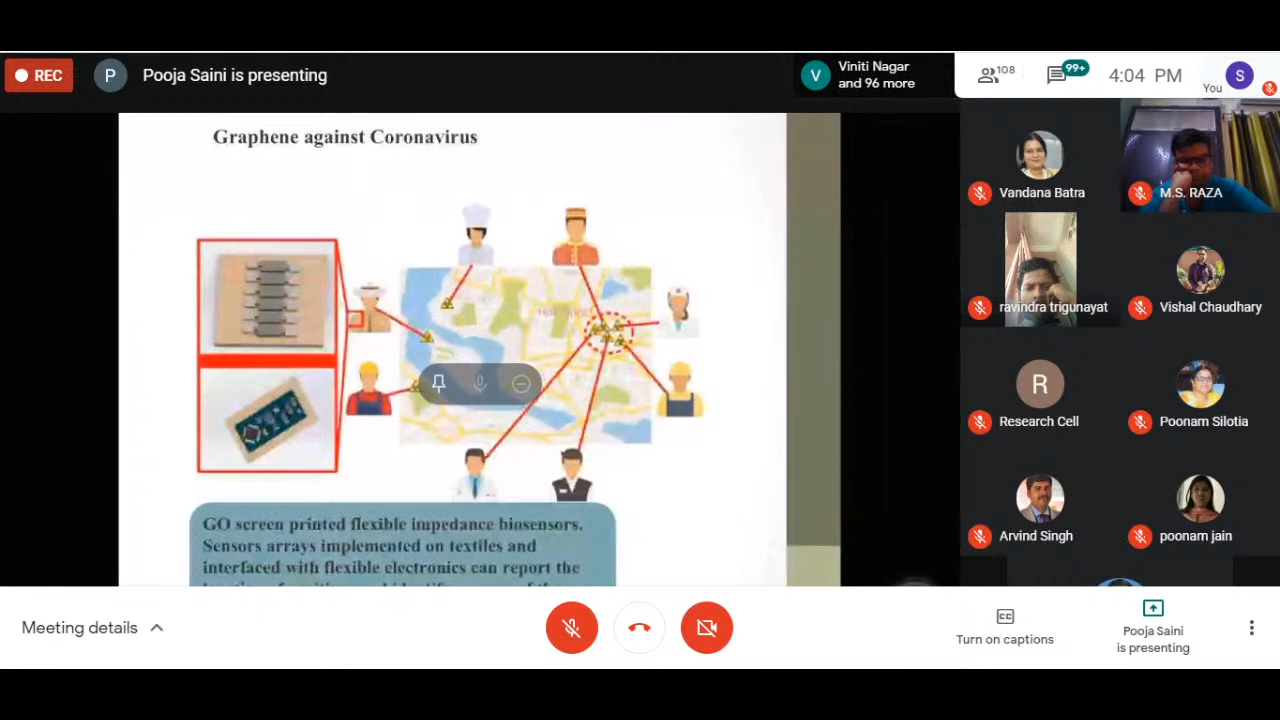 REC
P
Pooja Saini is presenting
V
Viniti Nagar
and 96 more
108
99+
4:04 PM
You
S
Graphene against Coronavirus
Vandana Batra
M.S. RAZA
ravindra trigunayat
Vishal Chaudhary
R
Research Cell
Poonam Silotia
Arvind Singh
poonam jain
GO screen printed flexible impedance biosensors.
Sensors arrays implemented on textiles and
interfaced with flexible electronics can report the
Meeting details
CC
Turn on captions
Pooja Saini
is presenting